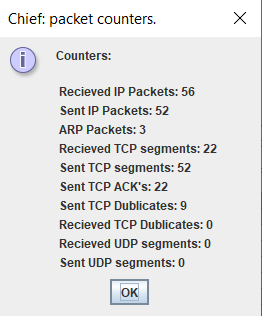 Chief: packet counters.
Counters:
Recieved IP Packets: 56
Sent IP Packets: 52
ARP Packets: 3
Recieved TCP segments: 22
Sent TCP segments: 52
Sent TCP ACK's: 22
Sent TCP Dublicates: 9
Recieved TCP Dublicates: 0
Recieved UDP segments: 0
Sent UDP segments: 0
OK